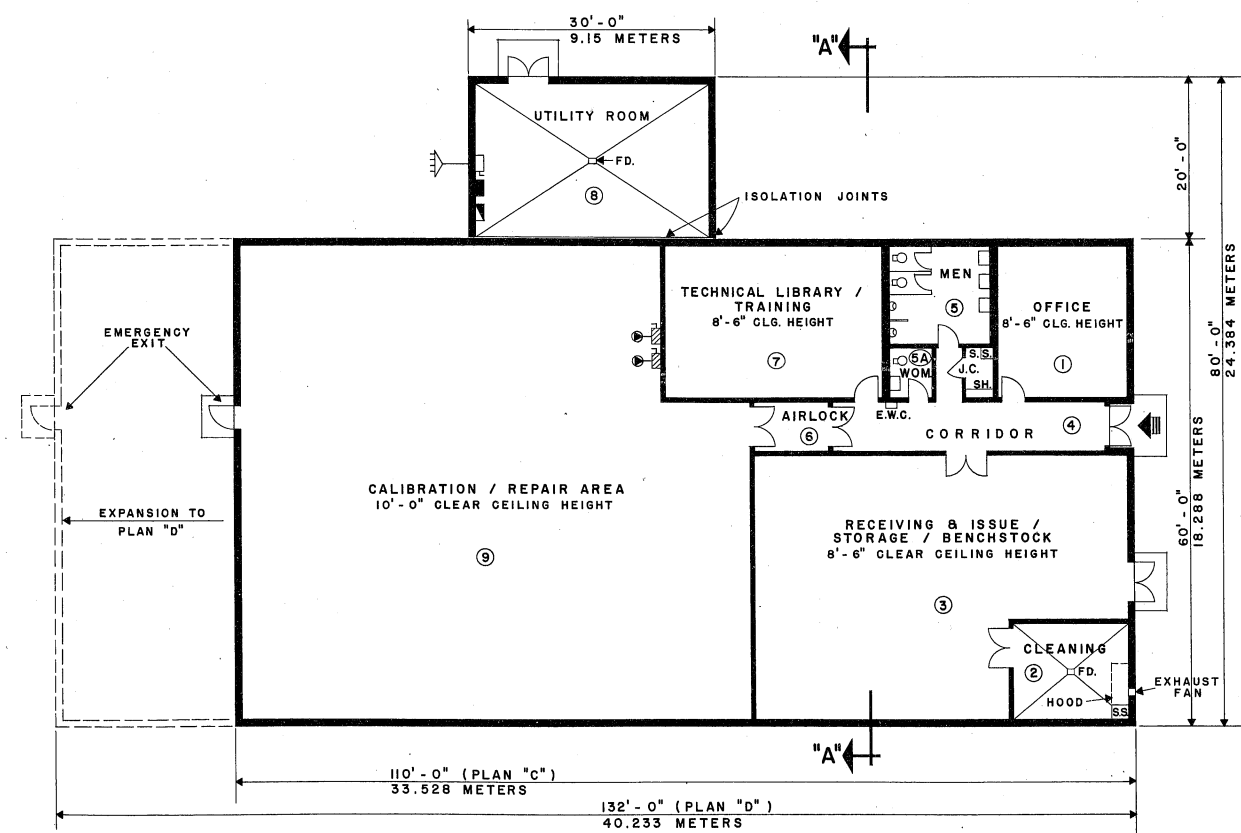 30'-0"
9.15 METERS
"A"
UTILITY ROOM
FD.
8
ISOLATION JOINTS
20'-0"
80'-0"
24.384 METERS
60'-0"
18.288 METERS
EMERGENCY
EXIT
TECHNICAL LIBRARY /
TRAINING
8'-6" CLG. HEIGHT
7
MEN
5
OFFICE
8'-6" CLG. HEIGHT
1
5A
WOM.
S.S.
J.C.
SH.
AIRLOCK
6
E.W.C.
CORRIDOR
4
CALIBRATION / REPAIR AREA
10'-0" CLEAR CEILING HEIGHT
9
EXPANSION TO
PLAN "D"
RECEIVING & ISSUE /
STORAGE / BENCHSTOCK
8'-6" CLEAR CEILING HEIGHT
3
CLEANING
2
FD.
HOOD
S.S.
EXHAUST
FAN
"A"
110'-0" (PLAN "C")
33.528 METERS
132'-0" (PLAN "D")
40.233 METERS